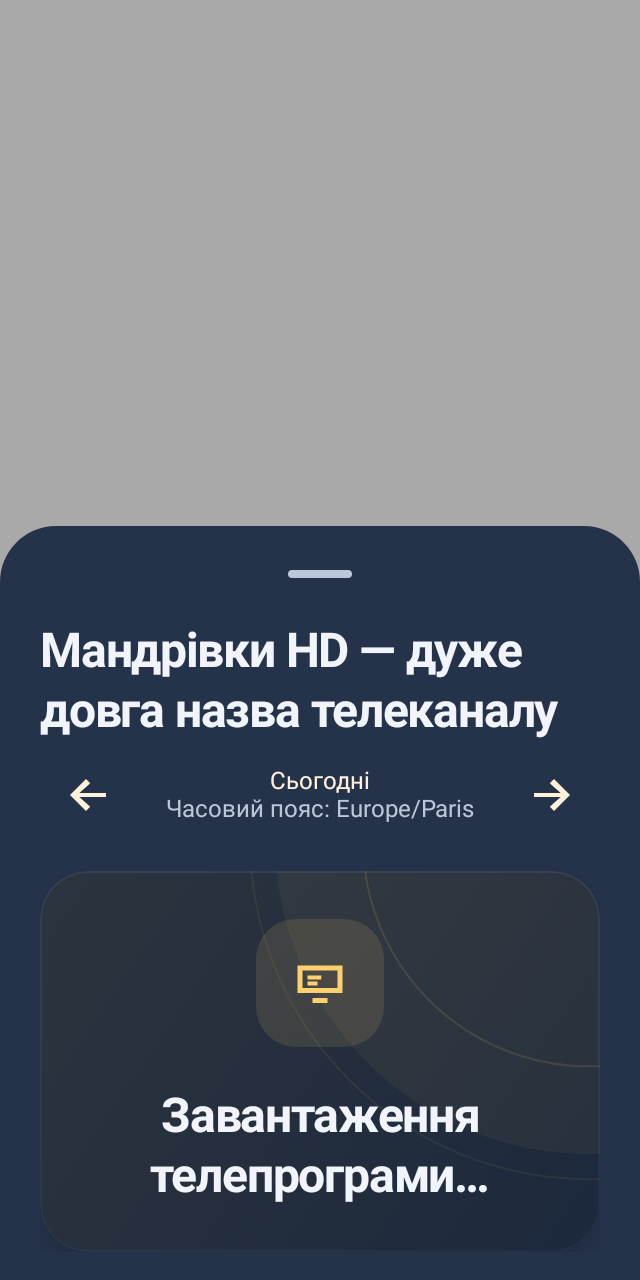 Мандрівки HD — дуже
довга назва телеканалу
Сьогодні
Часовий пояс: Europe/Paris
Завантаження
телепрограми…